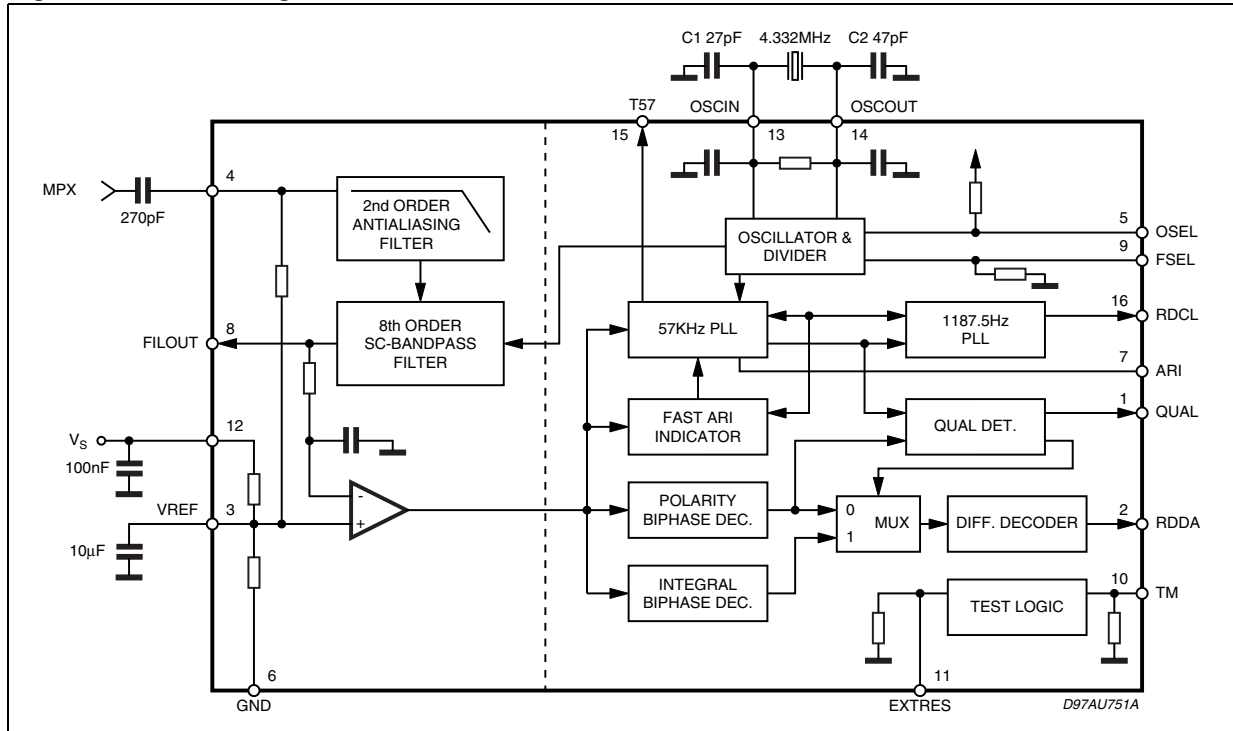 C1 27pF
4.332MHz
C2 47pF
T57
OSCIN
OSCOUT
15
13
14
MPX
270pF
4
2nd ORDER
ANTIALIASING
FILTER
OSCILLATOR &
DIVIDER
5
OSEL
9
FSEL
FILOUT
8
8th ORDER
SC-BANDPASS
FILTER
57KHz PLL
1187.5Hz
PLL
16
RDCL
7
ARI
FAST ARI
INDICATOR
QUAL DET.
1
QUAL
VS
12
100nF
VREF
3
10µF
-
+
POLARITY
BIPHASE DEC.
0
MUX
1
DIFF. DECODER
2
RDDA
INTEGRAL
BIPHASE DEC.
TEST LOGIC
10
TM
6
GND
11
EXTRES
D97AU751A